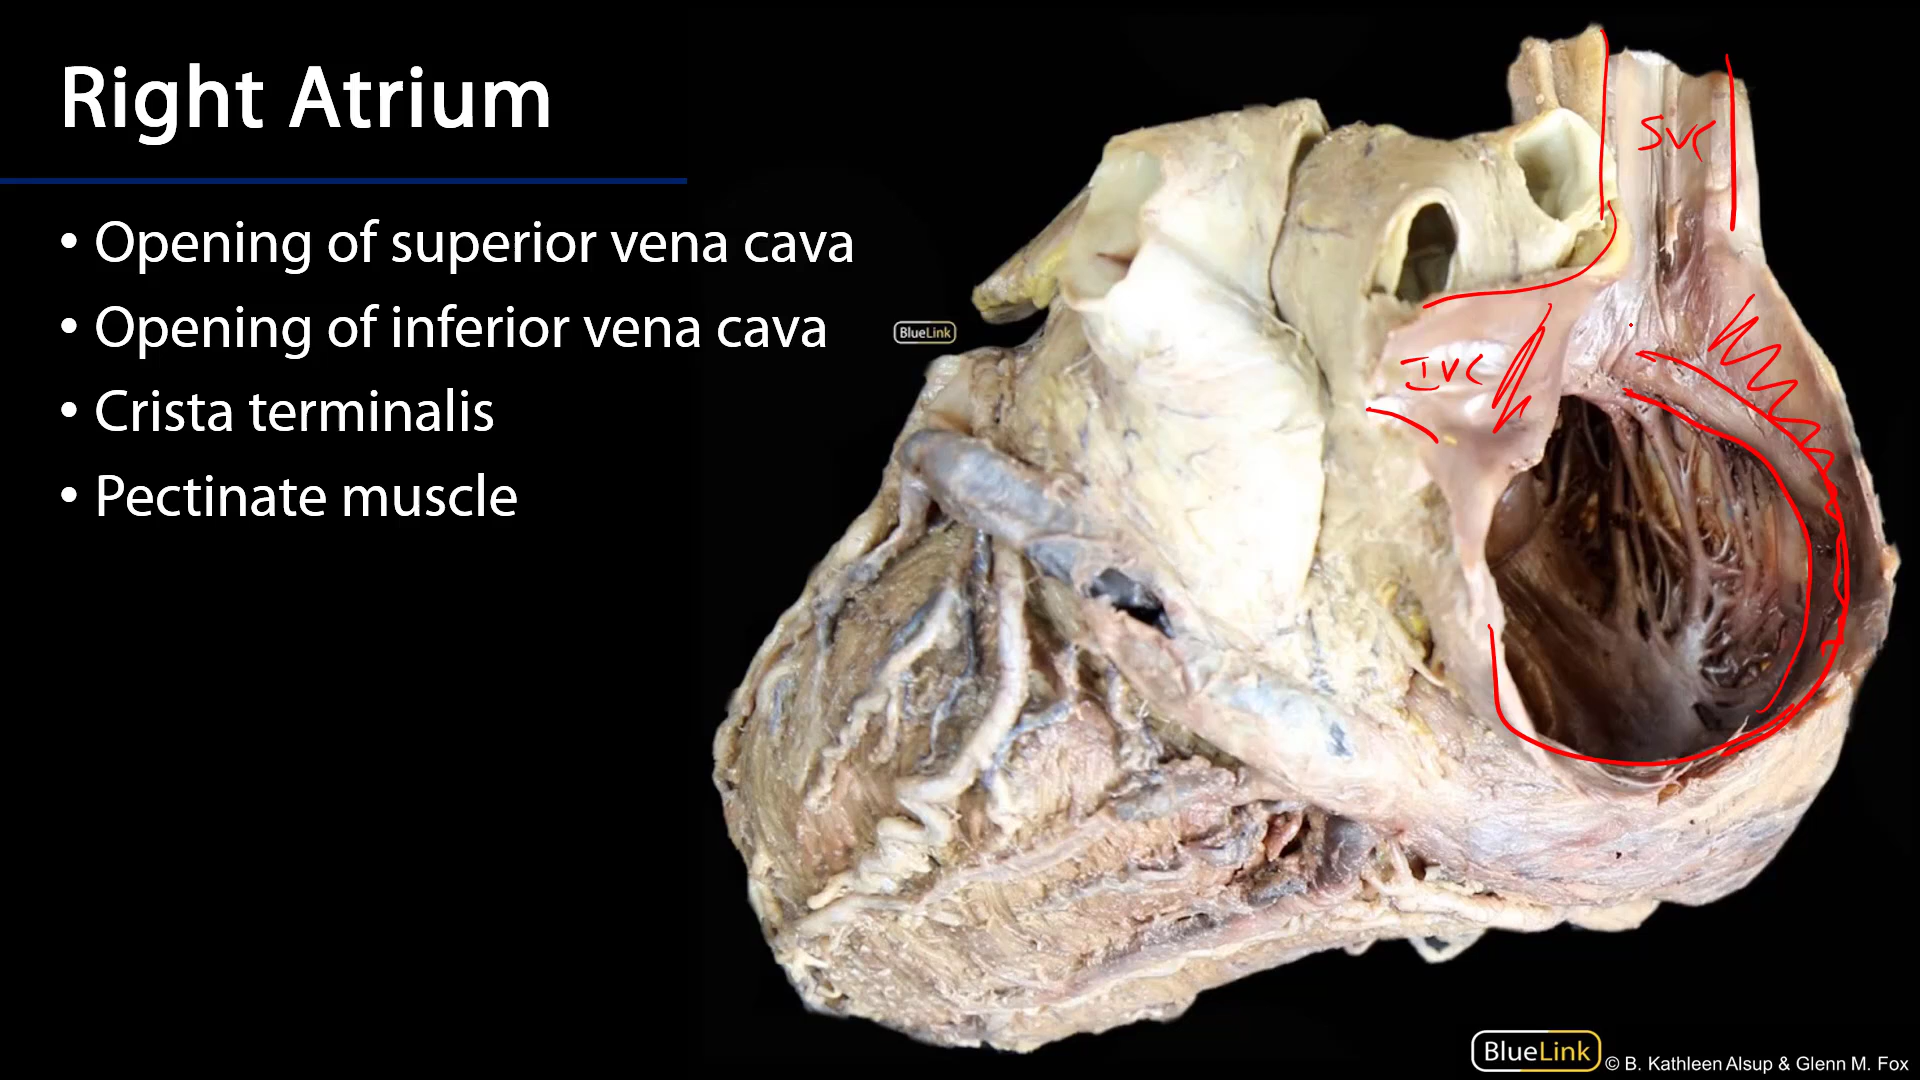 Right Atrium
• Opening of superior vena cava
• Opening of inferior vena cava
• Crista terminalis
• Pectinate muscle
SVC
IVC
BlueLink
BlueLink © B. Kathleen Alsup & Glenn M. Fox